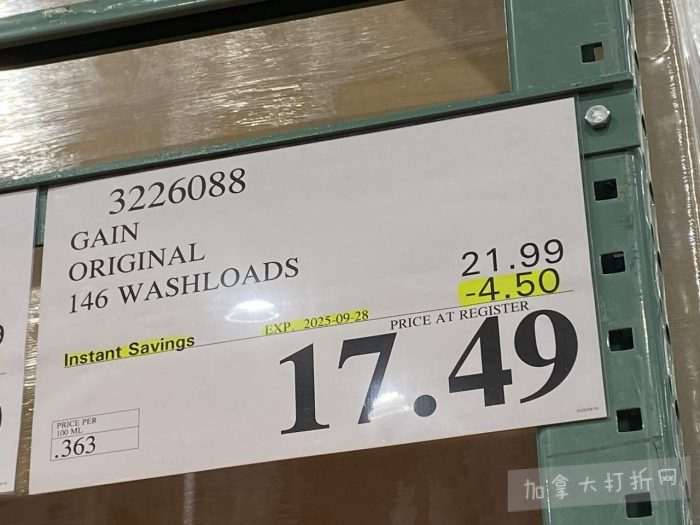 3226088
GAIN
ORIGINAL
146 WASHLOADS
21.99
-4.50
Instant Savings
EXP. 2025-09-28
PRICE AT REGISTER
17.49
PRICE PER
100 ML
.363
加拿大打折网